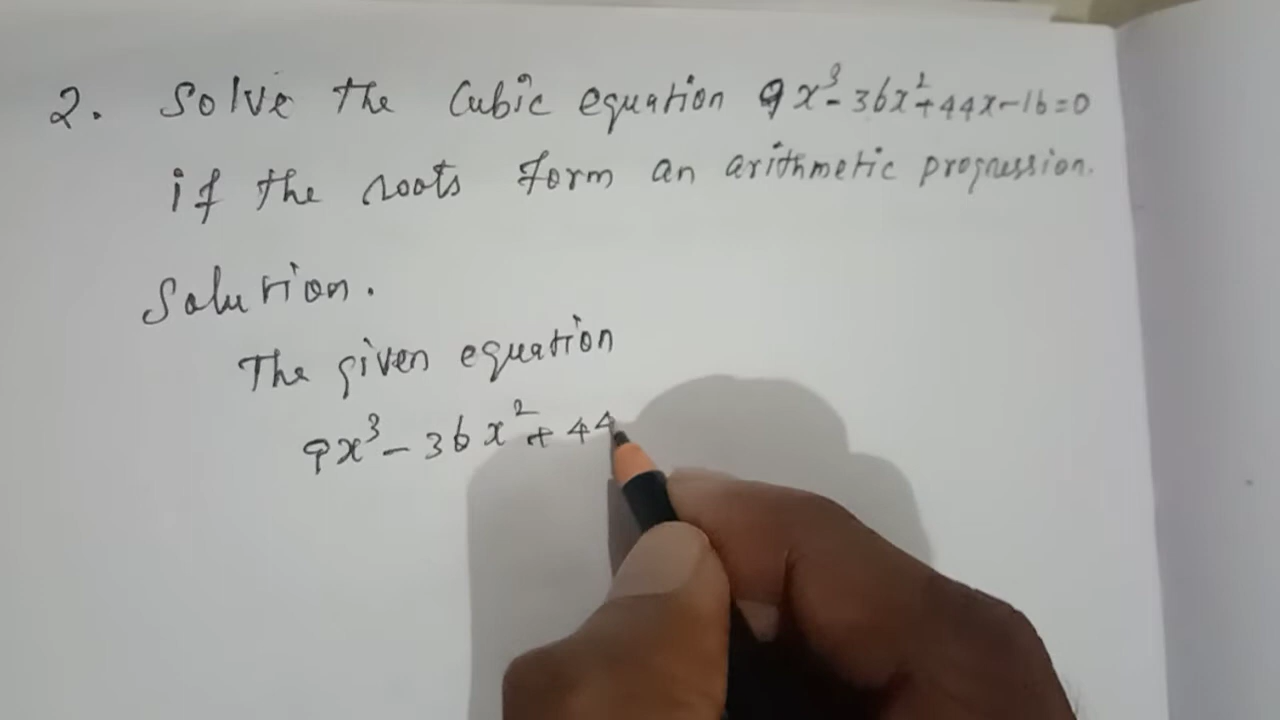 2. Solve the Cubic equation 9x³-36x²+44x-16=0
if the roots form an arithmetic progression.
Solution.
The given equation
9x³-36x²+44